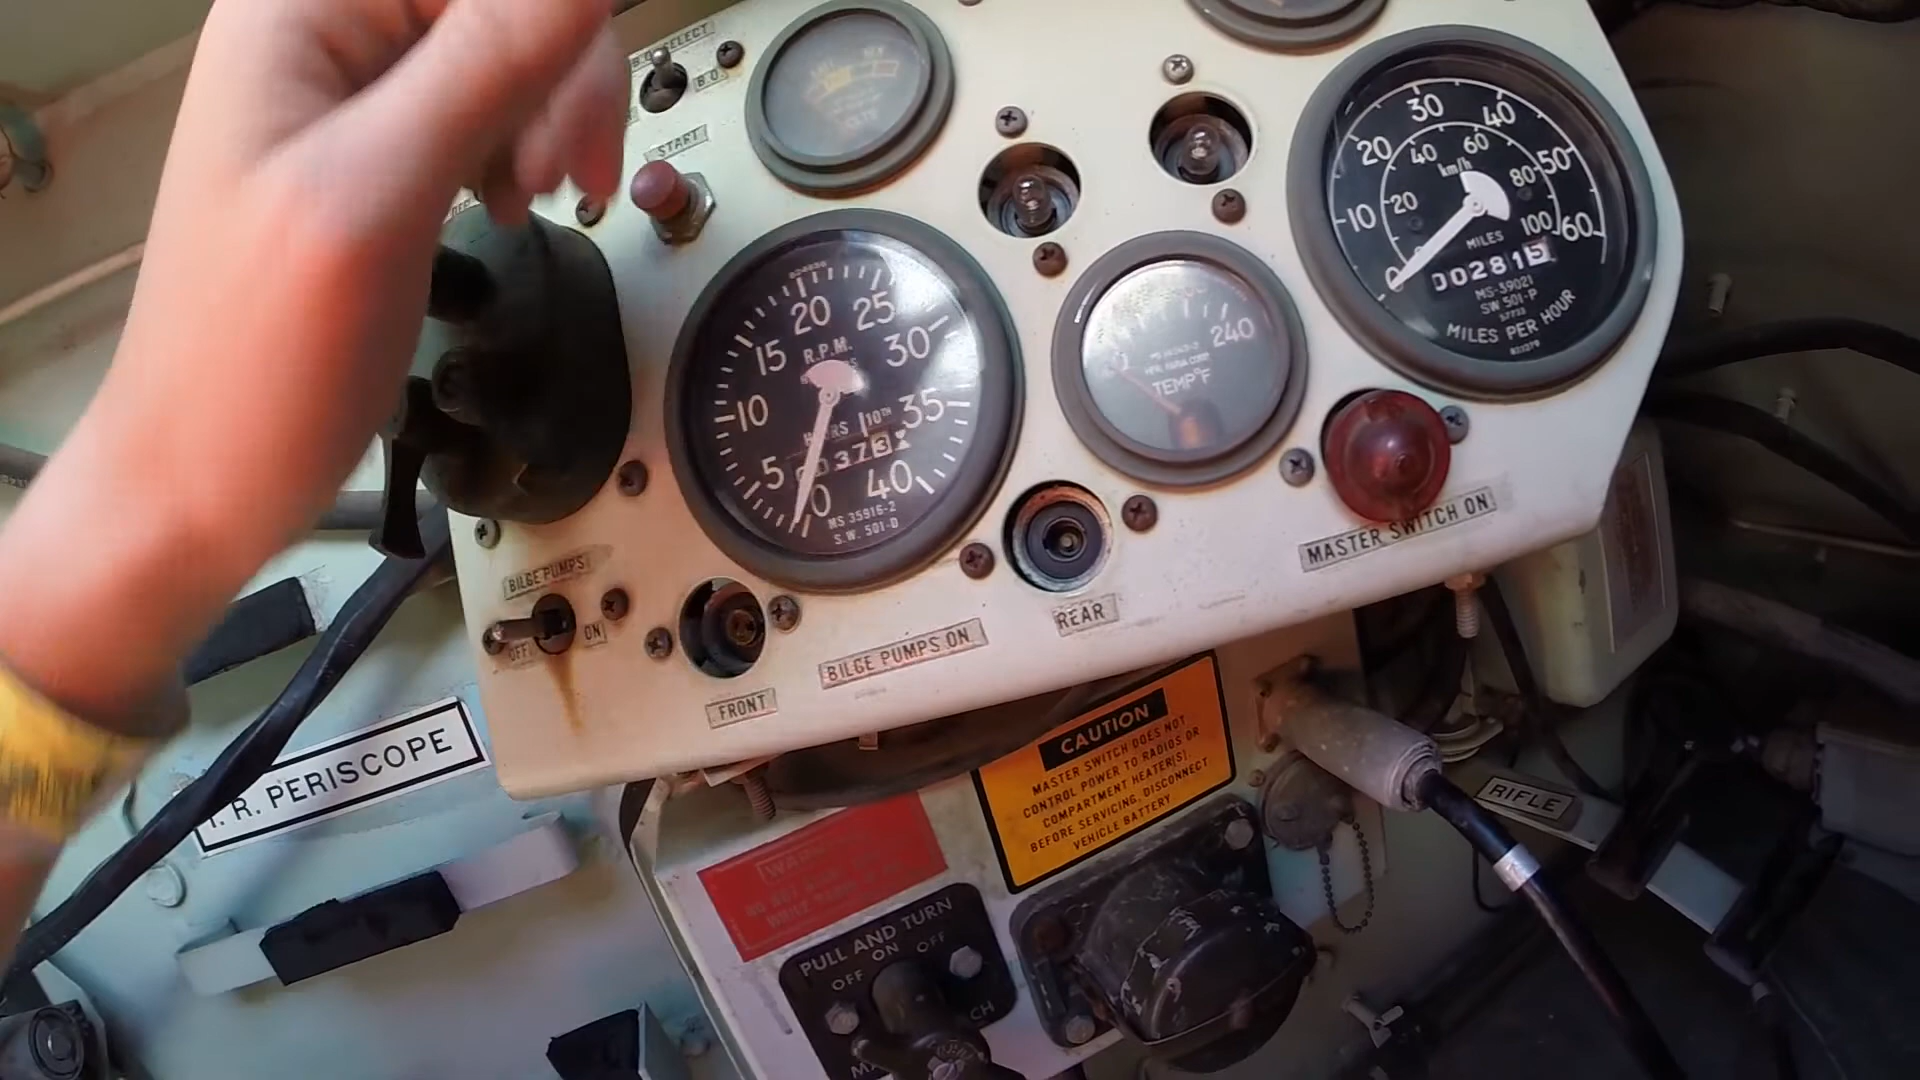 B.O. SELECT
B.O.
START
VOLTS
20
25
15
30
R.P.M.
10
35
HOURS
10TH
0373
5
0
40
MS 35916-2
S.W. 501-D
240
TEMP°F
30
40
20
50
10
60
40
60
20
80
100
km/h
MILES
002815
MS-39021
SW 501-P
MILES PER HOUR
MASTER SWITCH ON
BILGE PUMPS
OFF
ON
FRONT
BILGE PUMPS ON
REAR
I. R. PERISCOPE
CAUTION
MASTER SWITCH DOES NOT
CONTROL POWER TO RADIOS OR
COMPARTMENT HEATER(S).
BEFORE SERVICING, DISCONNECT
VEHICLE BATTERY
RIFLE
WARNING
PULL AND TURN
OFF ON OFF